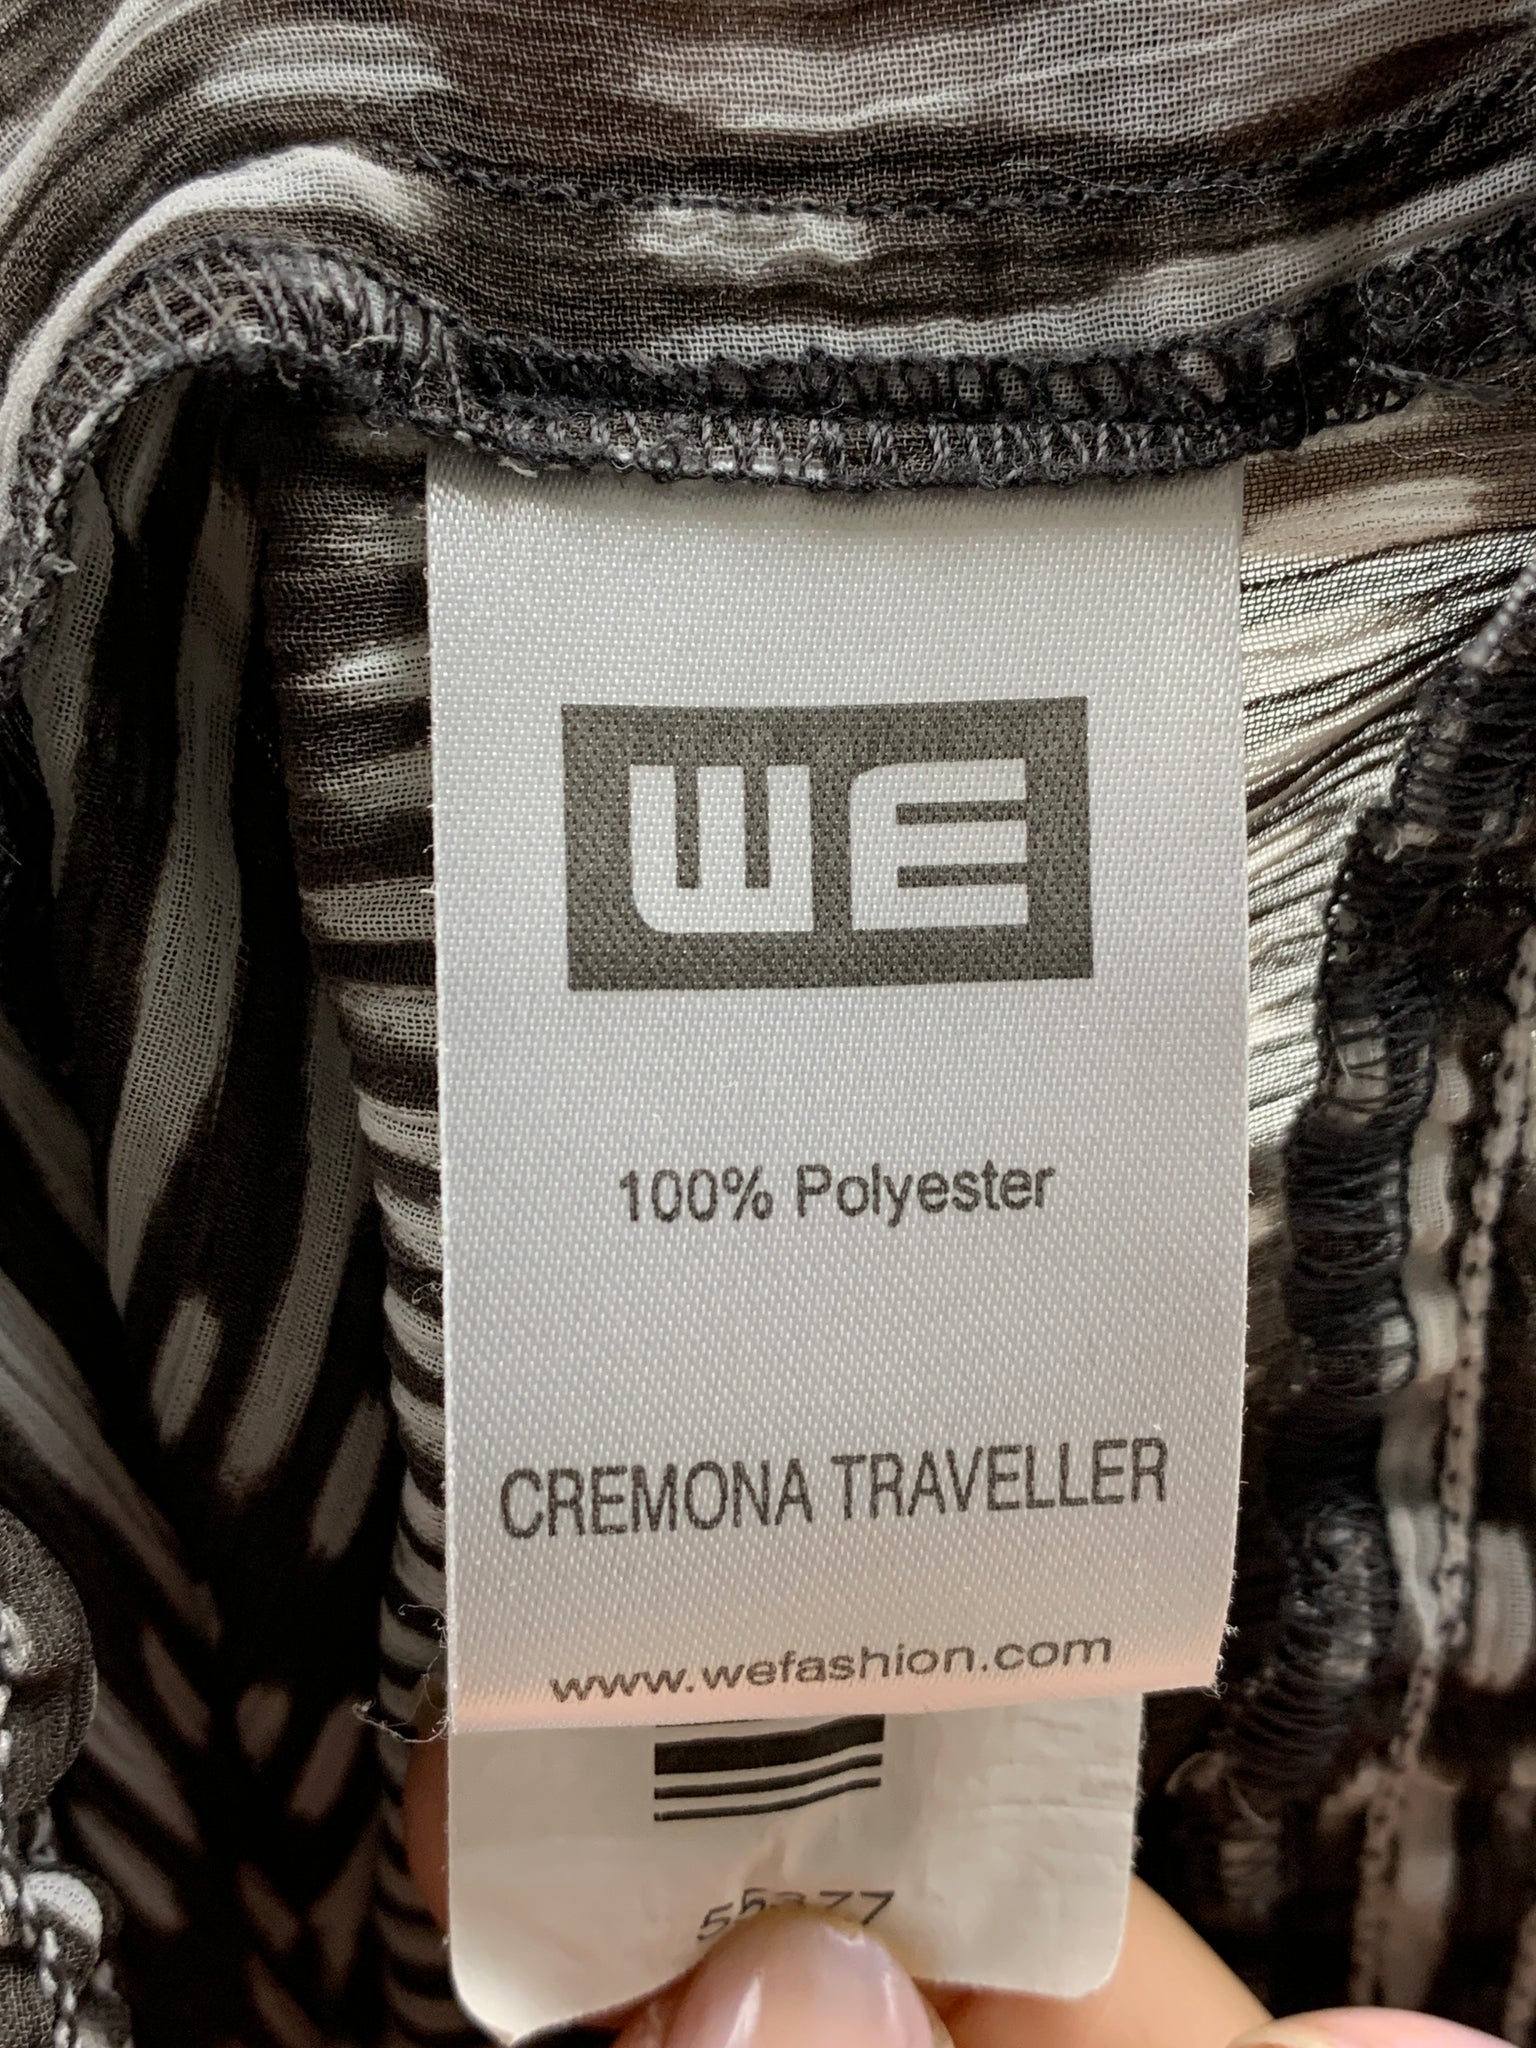 WE
100% Polyester
CREMONA TRAVELLER
www.wefashion.com